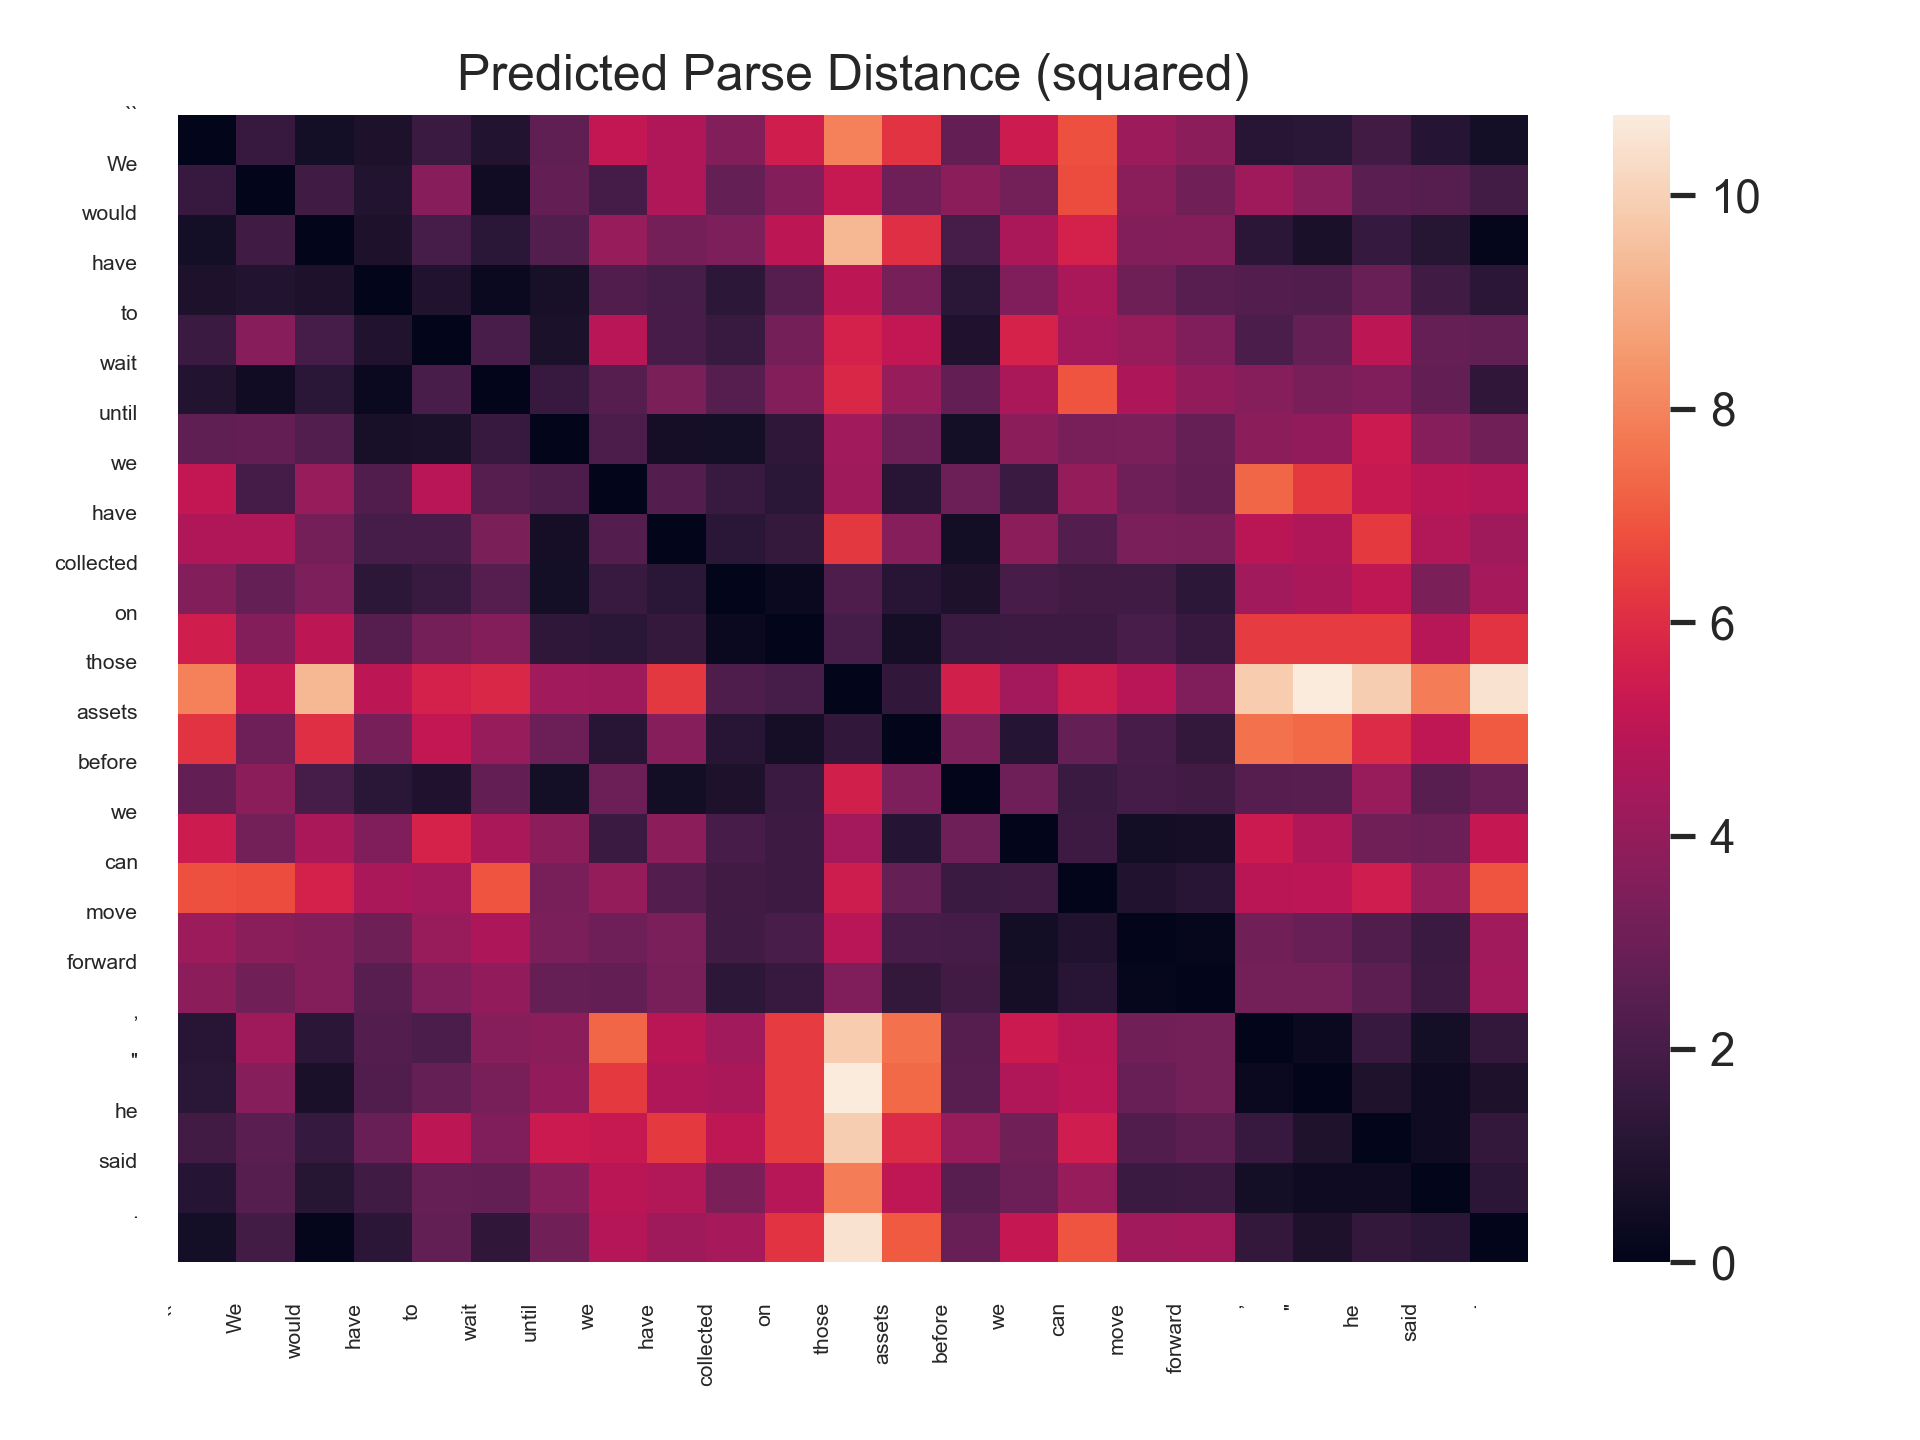 Predicted Parse Distance (squared)
``
We
would
have
to
wait
until
we
have
collected
on
those
assets
before
we
can
move
forward
,
"
he
said
.
10
8
6
4
2
0
`` We would have to wait until we have collected on those assets before we can move forward , " he said .